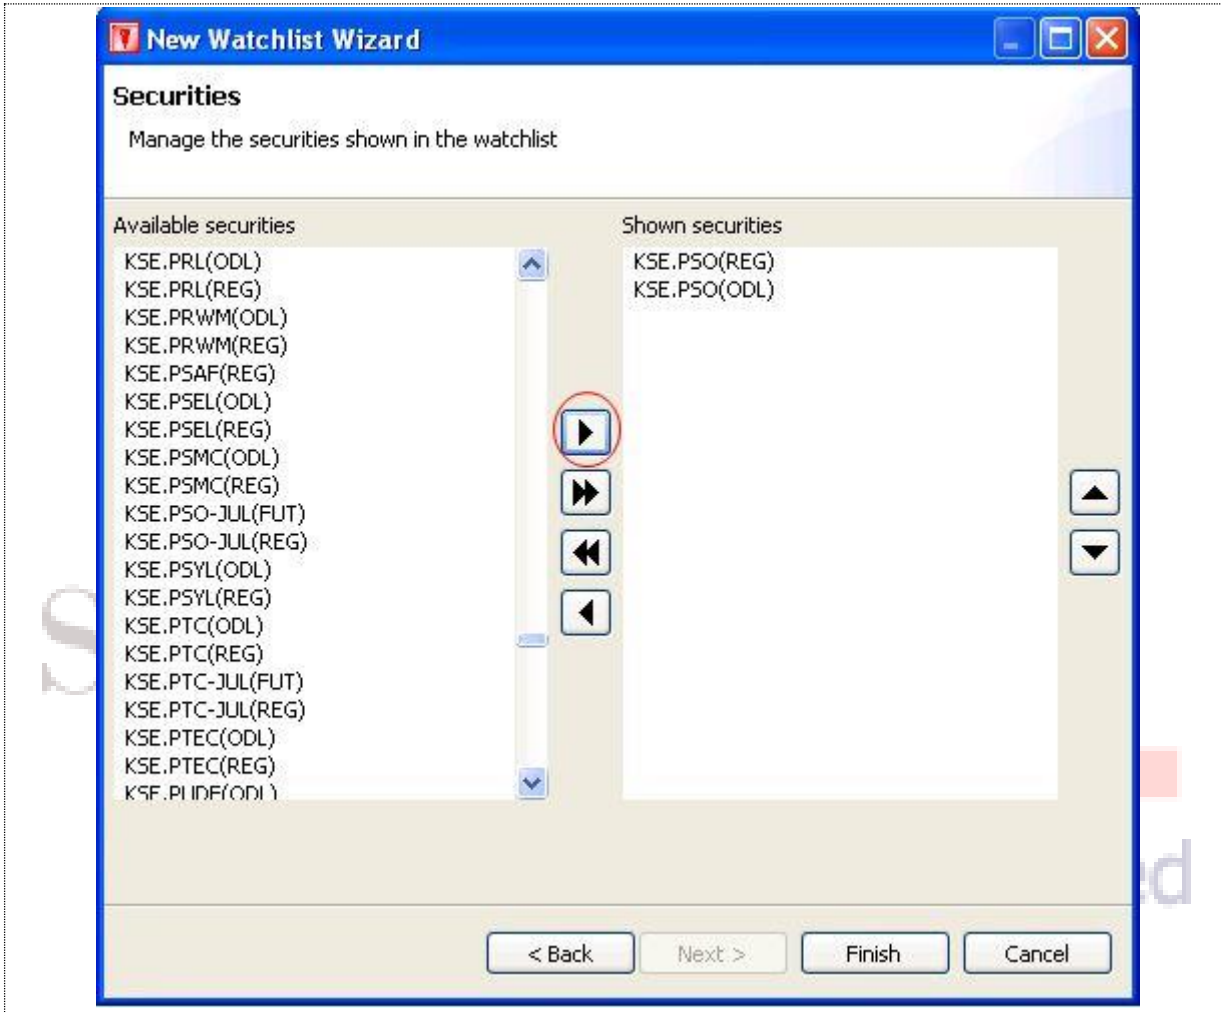 New Watchlist Wizard
Securities
Manage the securities shown in the watchlist
Available securities
KSE.PRL(ODL)
KSE.PRL(REG)
KSE.PRWM(ODL)
KSE.PRWM(REG)
KSE.PSAF(REG)
KSE.PSEL(ODL)
KSE.PSEL(REG)
KSE.PSMC(ODL)
KSE.PSMC(REG)
KSE.PSO-JUL(FUT)
KSE.PSO-JUL(REG)
KSE.PSYL(ODL)
KSE.PSYL(REG)
KSE.PTC(ODL)
KSE.PTC(REG)
KSE.PTC-JUL(FUT)
KSE.PTC-JUL(REG)
KSE.PTEC(ODL)
KSE.PTEC(REG)
KSE.PUDF(ODL)
Shown securities
KSE.PSO(REG)
KSE.PSO(ODL)
< Back
Next >
Finish
Cancel
S
ed